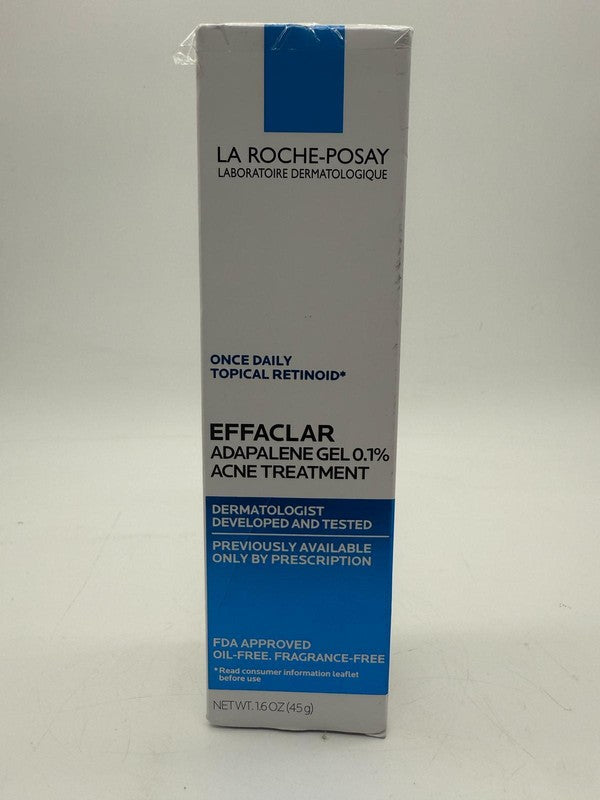 LA ROCHE-POSAY
LABORATOIRE DERMATOLOGIQUE
ONCE DAILY
TOPICAL RETINOID*
EFFACLAR
ADAPALENE GEL 0.1%
ACNE TREATMENT
DERMATOLOGIST
DEVELOPED AND TESTED
PREVIOUSLY AVAILABLE
ONLY BY PRESCRIPTION
FDA APPROVED
OIL-FREE. FRAGRANCE-FREE
*Read consumer information leaflet
before use
NET WT. 1.6 OZ (45 g)